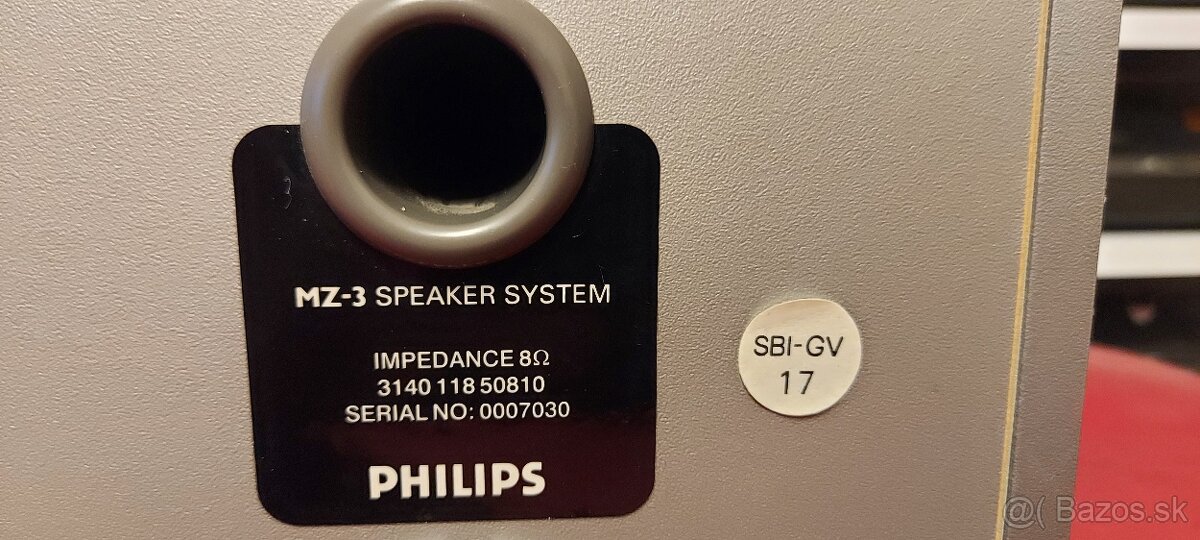 MZ-3 SPEAKER SYSTEM
IMPEDANCE 8Ω
3140 118 50810
SERIAL NO: 0007030
PHILIPS
SBI-GV
17
@( Bazos.sk